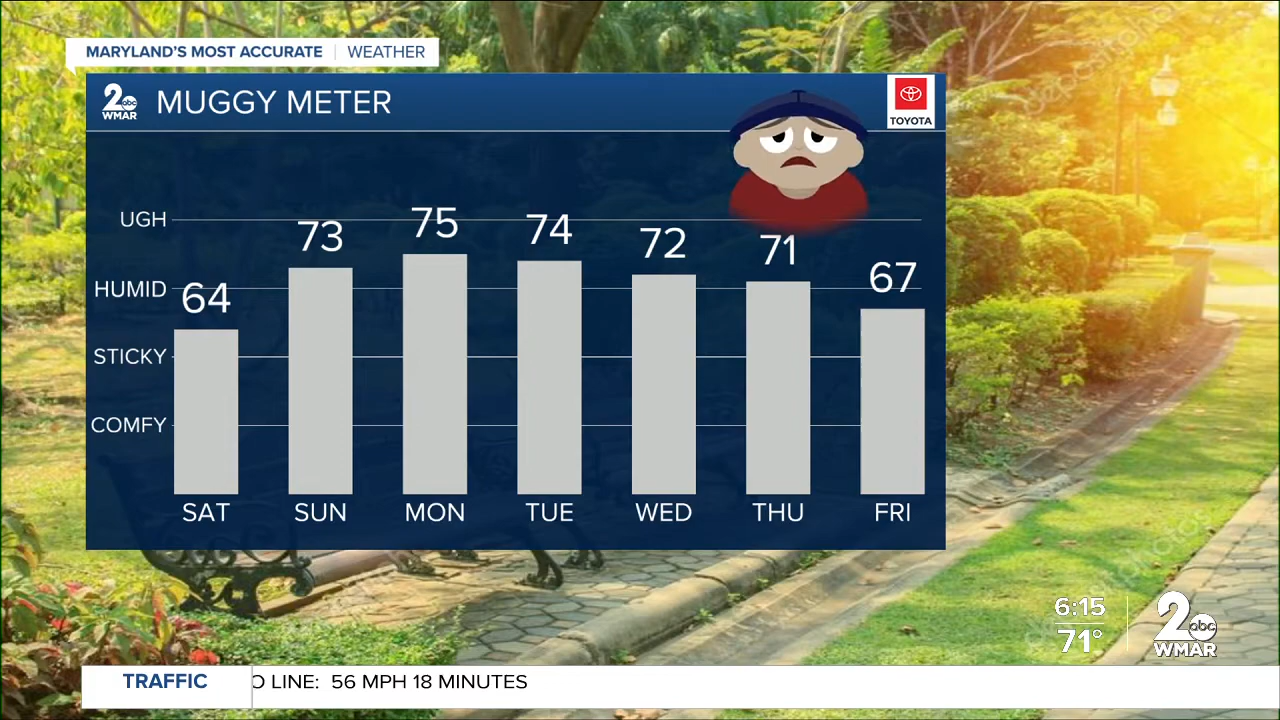 MARYLAND'S MOST ACCURATE | WEATHER
2 abc WMAR
MUGGY METER
TOYOTA
UGH
HUMID
STICKY
COMFY
64 73 75 74 72 71 67
SAT SUN MON TUE WED THU FRI
depositphotos
6:15
71°
2 abc
WMAR
TRAFFIC
O LINE: 56 MPH 18 MINUTES